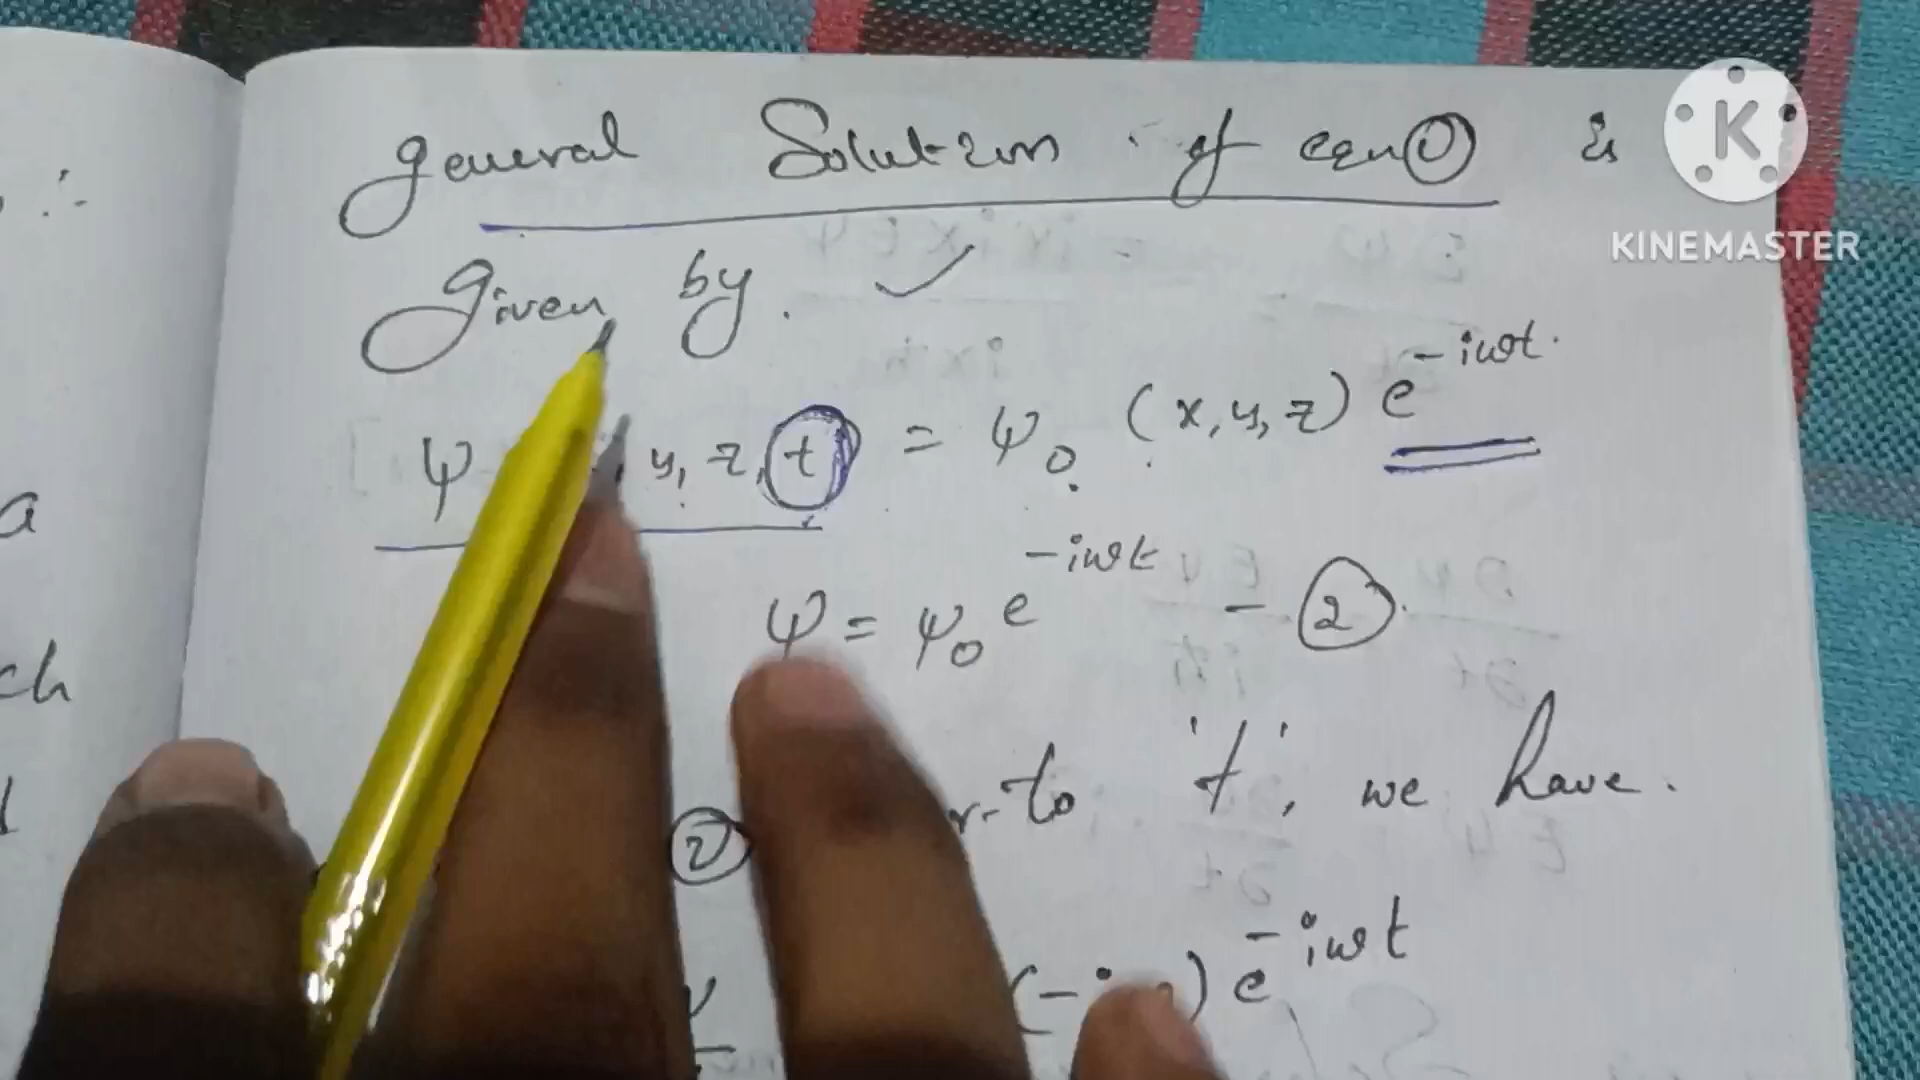 general Solution of eqn ① is
Given by.
ψ y, z, t = ψ₀ (x, y, z) e^{-iωt}.
ψ = ψ₀ e^{-iωt} - ②.
② r. to 't', we have.
e^{-iωt}
a
ch
K
KINEMASTER